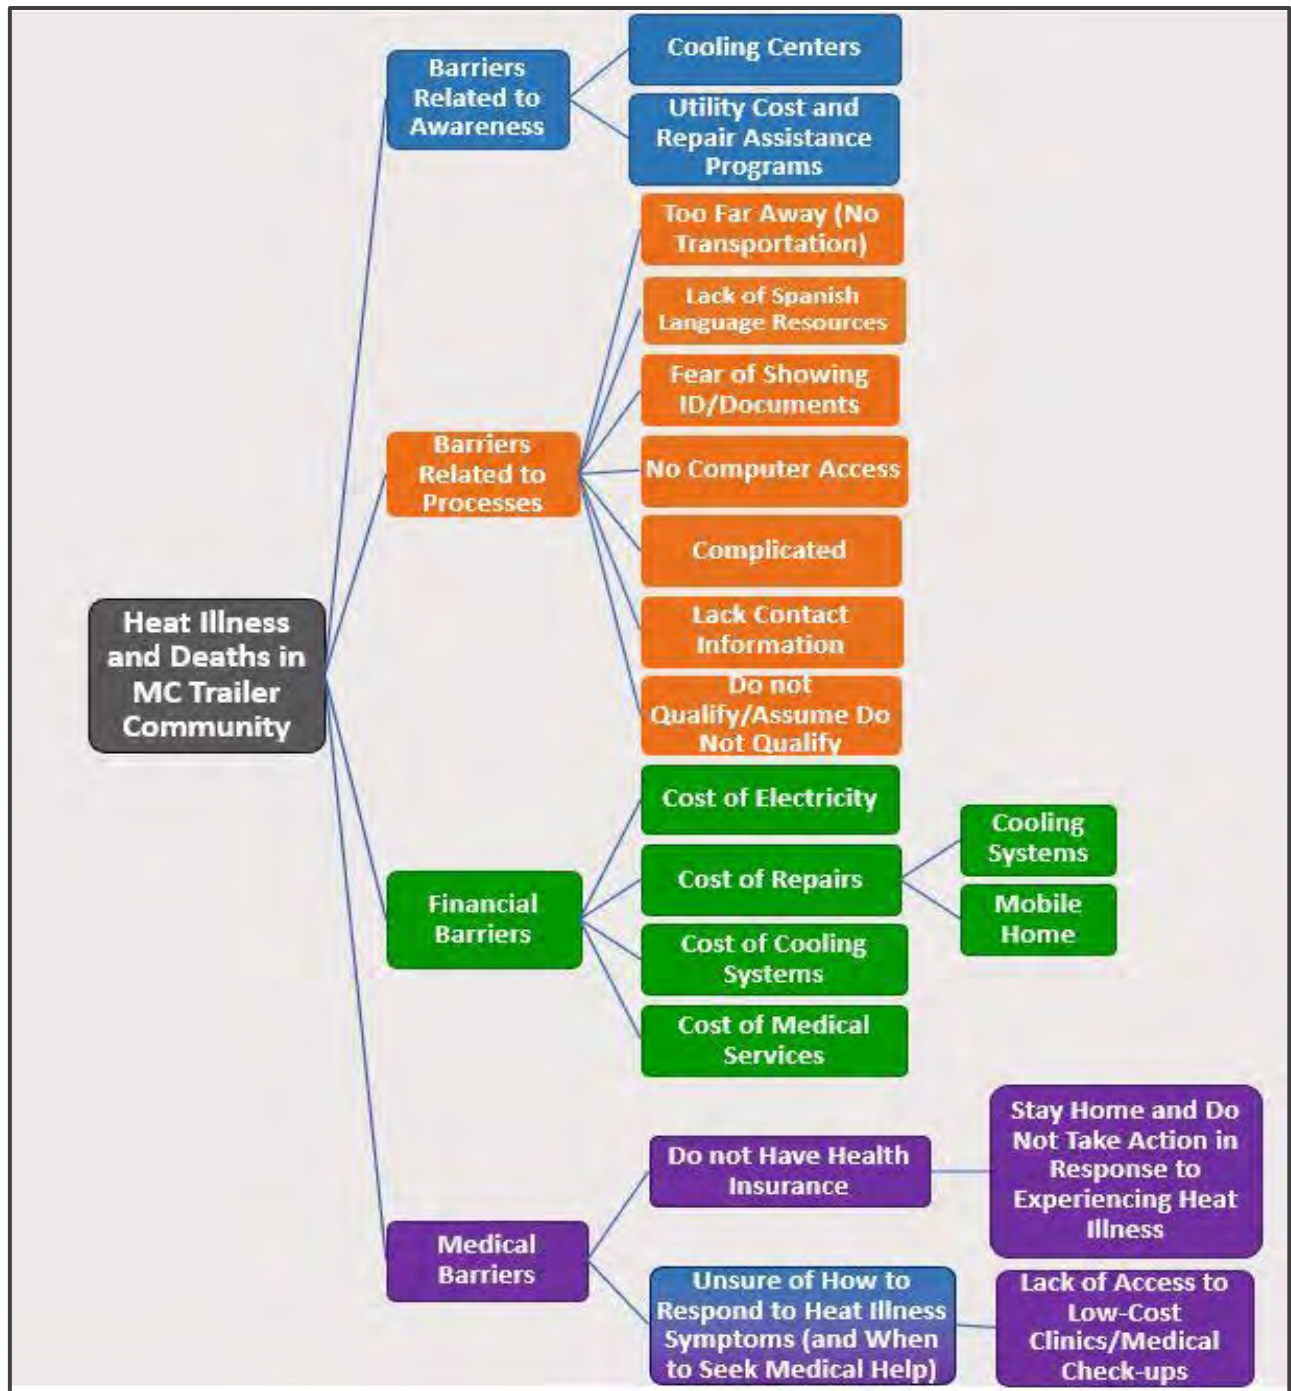 Barriers
Related to
Awareness
Cooling Centers
Utility Cost and
Repair Assistance
Programs
Barriers
Related to
Processes
Too Far Away (No
Transportation)
Lack of Spanish
Language Resources
Fear of Showing
ID/Documents
No Computer Access
Complicated
Lack Contact
Information
Do not
Qualify/Assume Do
Not Qualify
Heat Illness
and Deaths in
MC Trailer
Community
Financial
Barriers
Cost of Electricity
Cost of Repairs
Cooling
Systems
Mobile
Home
Cost of Cooling
Systems
Cost of Medical
Services
Medical
Barriers
Do not Have Health
Insurance
Stay Home and Do
Not Take Action in
Response to
Experiencing Heat
Illness
Unsure of How to
Respond to Heat Illness
Symptoms (and When
to Seek Medical Help)
Lack of Access to
Low-Cost
Clinics/Medical
Check-ups